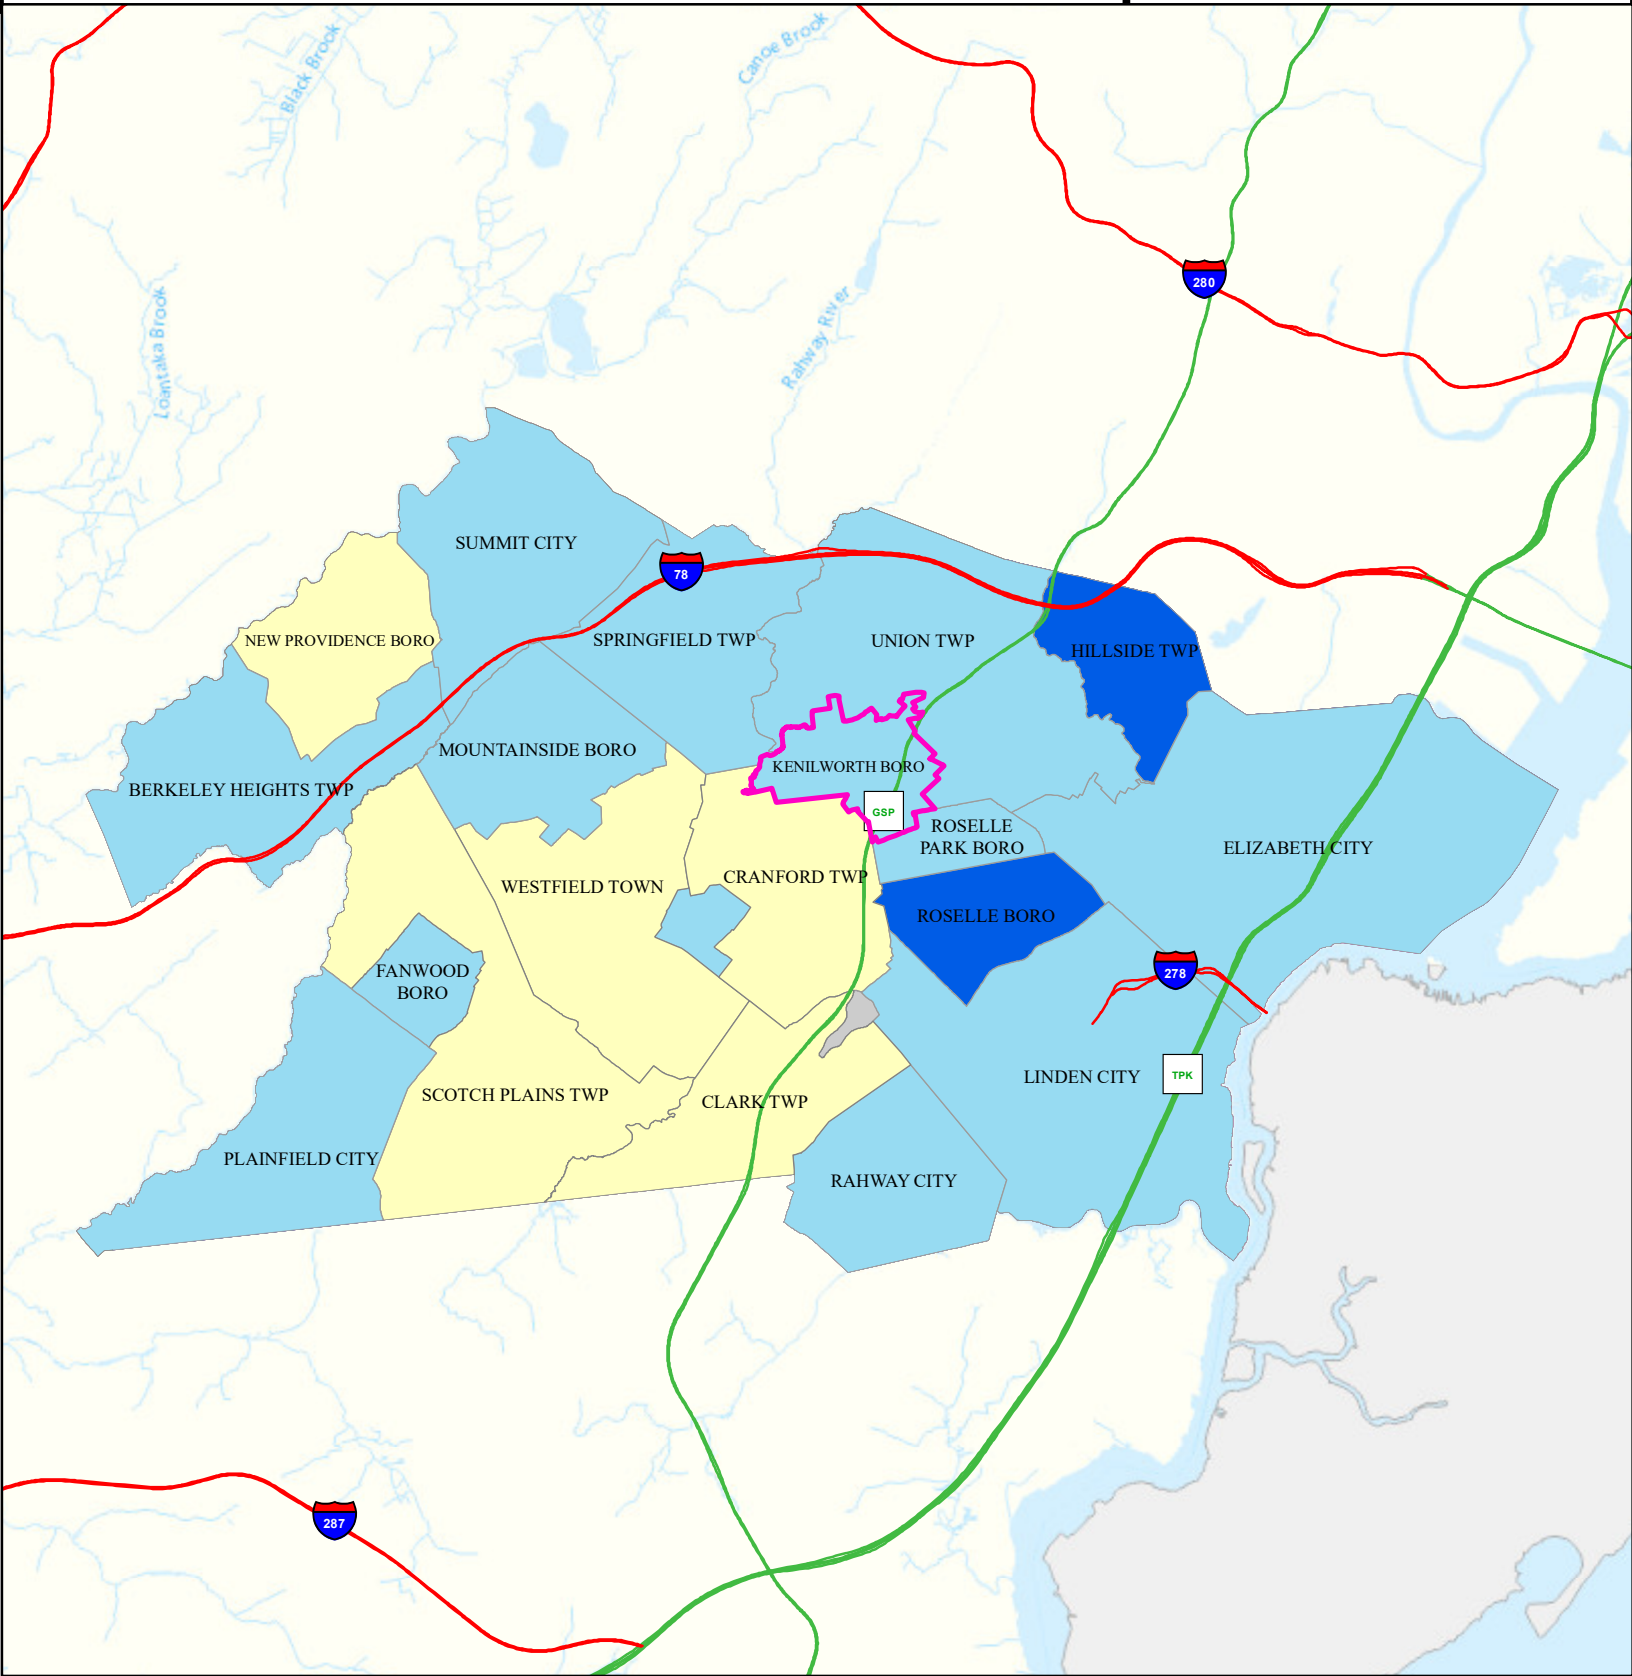 Black Brook
Canoe Brook
280
Rahway River
Loantaka Brook
SUMMIT CITY
78
NEW PROVIDENCE BORO
SPRINGFIELD TWP
UNION TWP
HILLSIDE TWP
MOUNTAINSIDE BORO
KENILWORTH BORO
BERKELEY HEIGHTS TWP
GSP
ROSELLE
PARK BORO
ELIZABETH CITY
WESTFIELD TOWN
CRANFORD TWP
ROSELLE BORO
FANWOOD
BORO
278
LINDEN CITY
TPK
SCOTCH PLAINS TWP
CLARK TWP
PLAINFIELD CITY
RAHWAY CITY
287